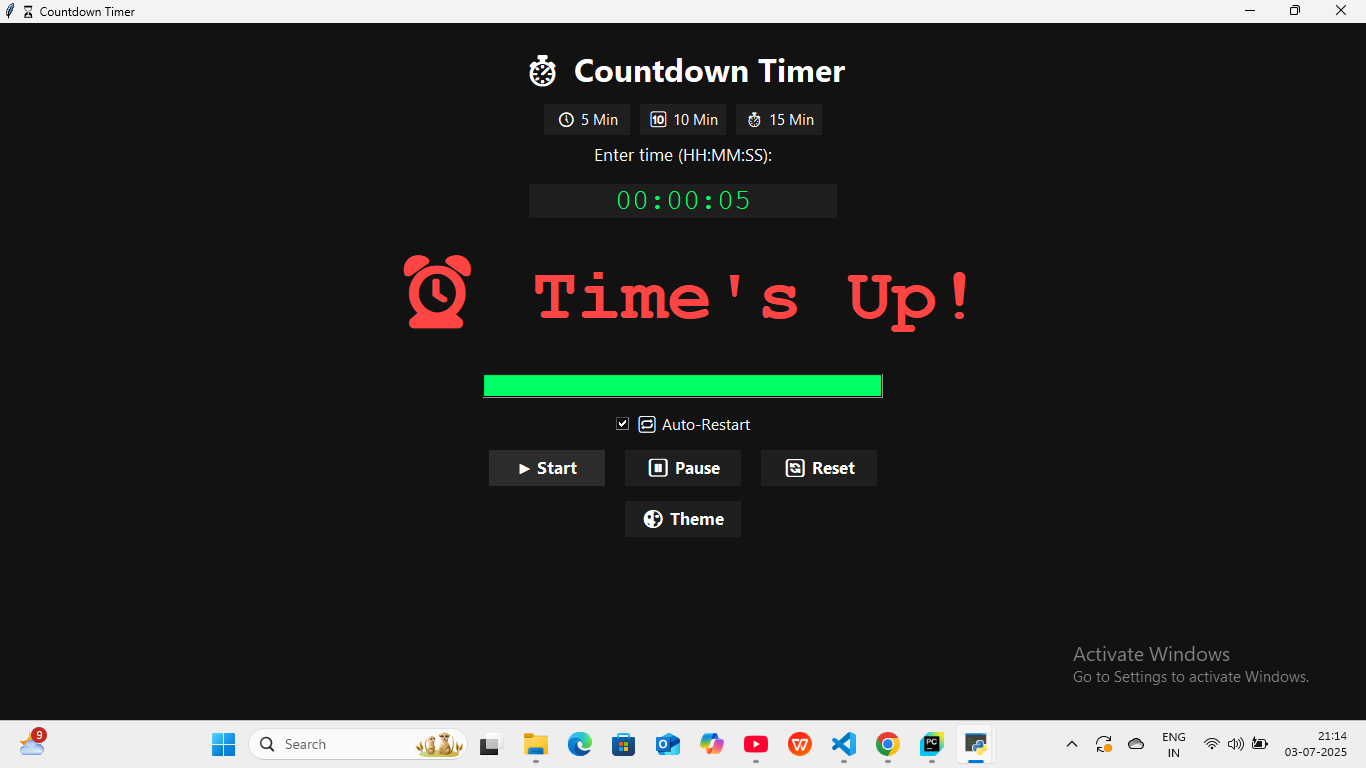 Countdown Timer
Countdown Timer
5 Min
10 10 Min
15 Min
Enter time (HH:MM:SS):
00:00:05
Time's Up!
Auto-Restart
Start
Pause
Reset
Theme
Activate Windows
Go to Settings to activate Windows.
9
Search
PC
ENG
IN
21:14
03-07-2025